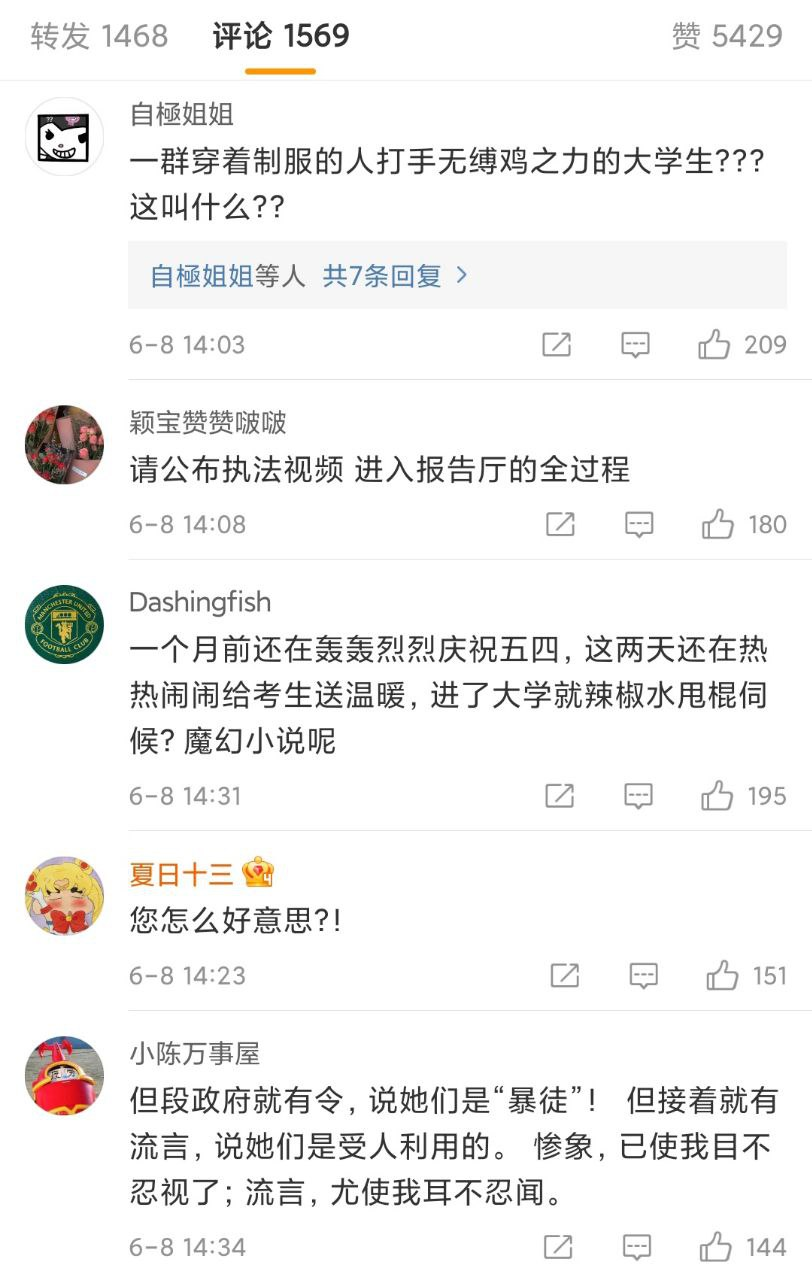 转发 1468 评论 1569 赞 5429
自極姐姐
一群穿着制服的人打手无缚鸡之力的大学生???
这叫什么??
自極姐姐等人 共7条回复 >
6-8 14:03 209
颖宝赞赞啵啵
请公布执法视频 进入报告厅的全过程
6-8 14:08 180
MANCHESTER UNITED
FOOTBALL CLUB
Dashingfish
一个月前还在轰轰烈烈庆祝五四, 这两天还在热
热闹闹给考生送温暖, 进了大学就辣椒水甩棍伺
候? 魔幻小说呢
6-8 14:31 195
夏日十三 4
您怎么好意思?!
6-8 14:23 151
小陈万事屋
但段政府就有令, 说她们是“暴徒”! 但接着就有
流言, 说她们是受人利用的。 惨象, 已使我目不
忍视了; 流言, 尤使我耳不忍闻。
6-8 14:34 144